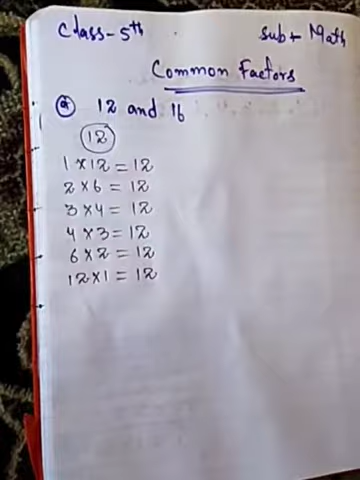 Class-5th sub- Math
Common Factors
(a) 12 and 16
12
1 × 12 = 12
2 × 6 = 12
3 × 4 = 12
4 × 3 = 12
6 × 2 = 12
12 × 1 = 12